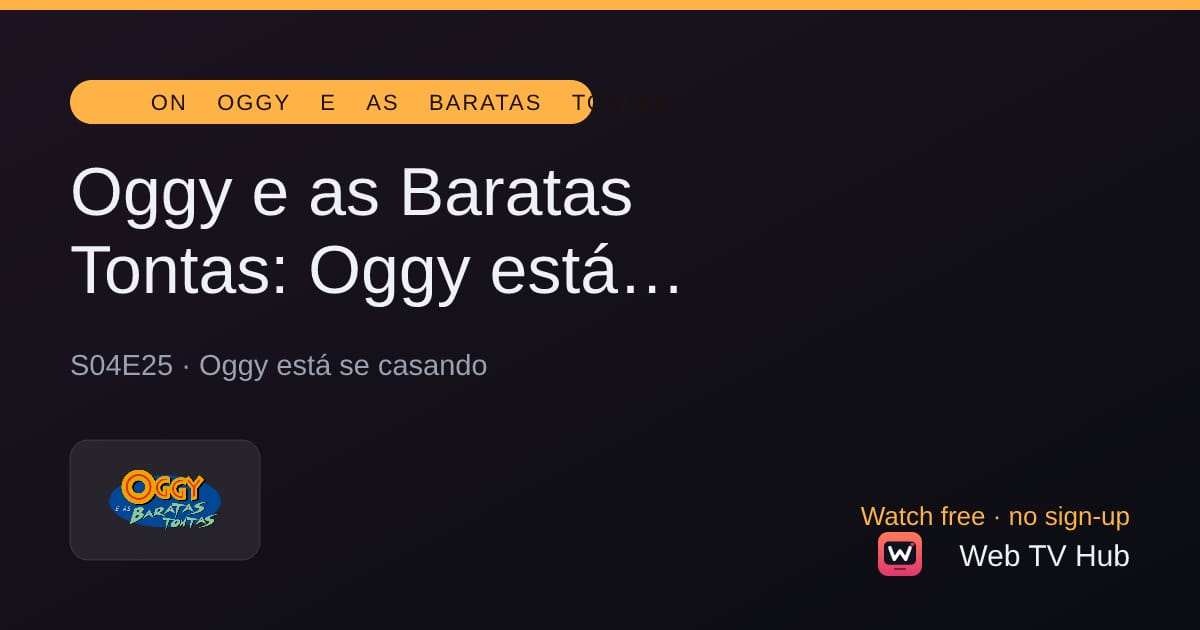 ON OGGY E AS BARATAS TONTAS
Oggy e as Baratas
Tontas: Oggy está...
S04E25 · Oggy está se casando
OGGY
E AS BARATAS
TONTAS
Watch free · no sign-up
W Web TV Hub